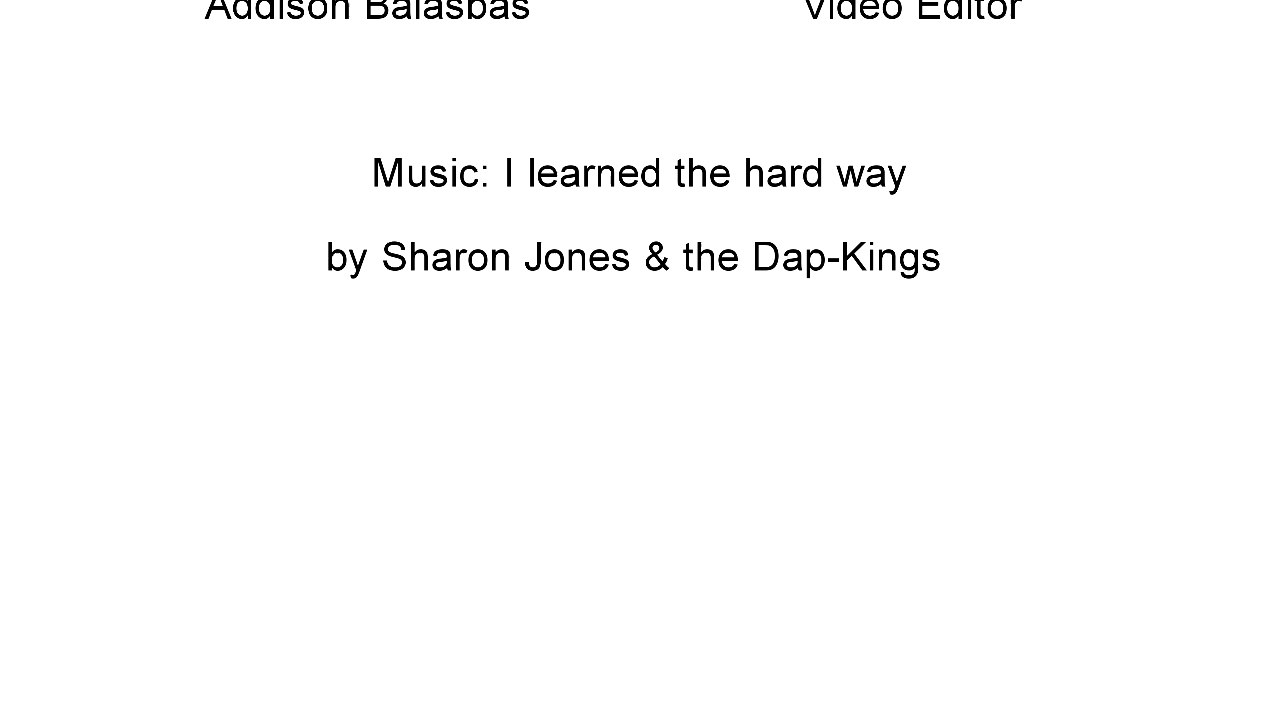 Addison Balasbas Video Editor
Music: I learned the hard way
by Sharon Jones & the Dap-Kings